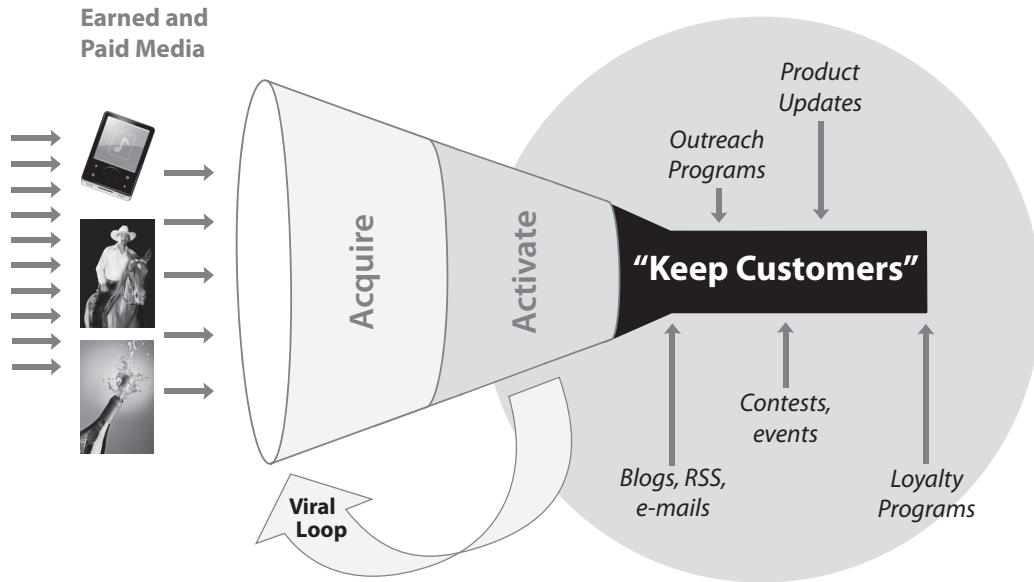 Earned and
Paid Media
Acquire
Activate
"Keep Customers"
Product
Updates
Outreach
Programs
Contests,
events
Blogs, RSS,
e-mails
Loyalty
Programs
Viral
Loop